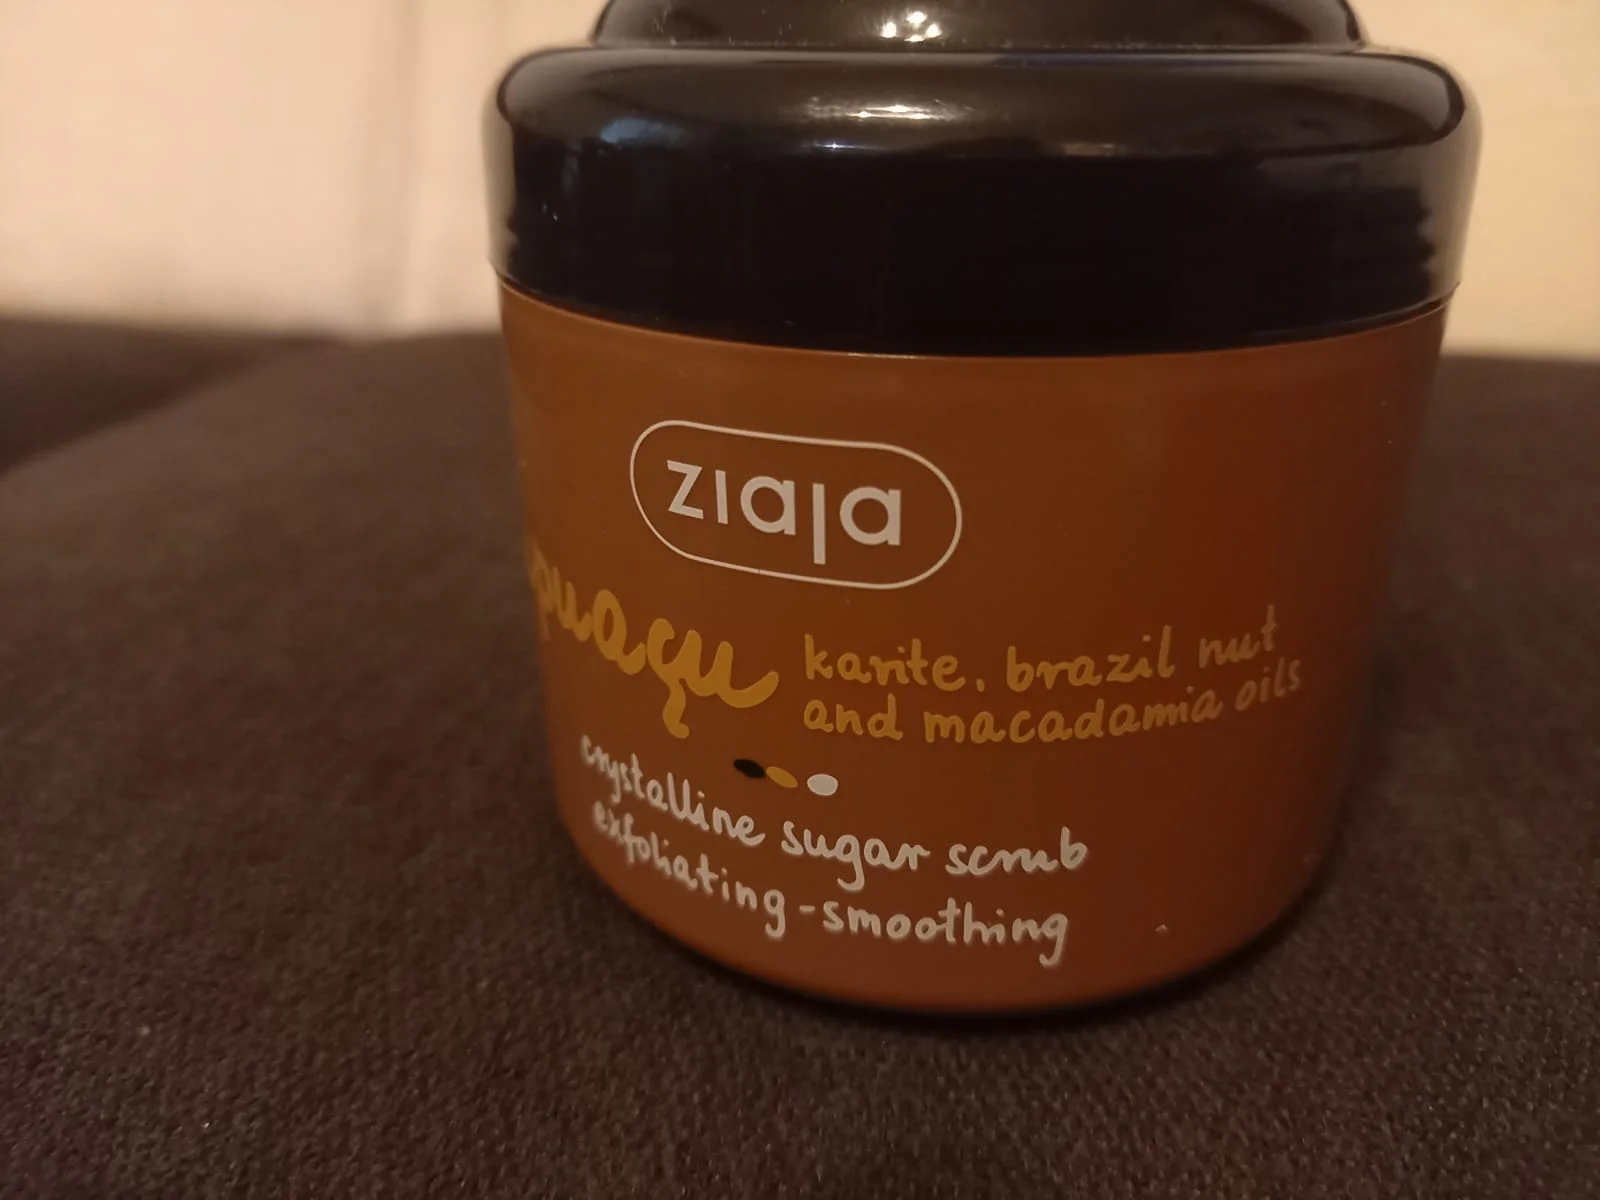 ziaja
karite, brazil nut
and macadamia oils
crystalline sugar scrub
exfoliating-smoothing